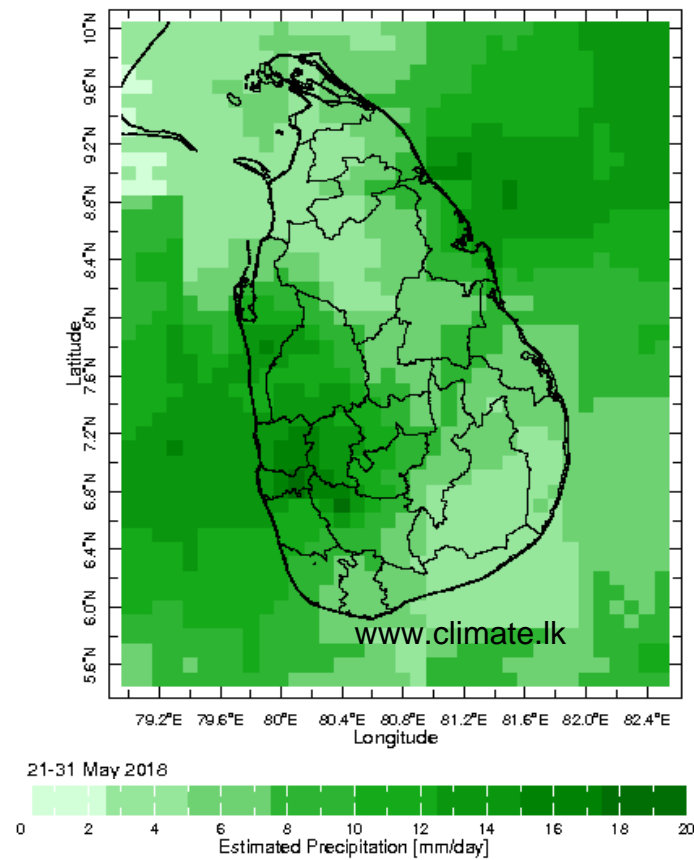 10°N
9.6°N
9.2°N
8.8°N
8.4°N
8°N
7.6°N
7.2°N
6.8°N
6.4°N
6.0°N
5.6°N
Latitude
www.climate.lk
79.2°E 79.6°E 80°E 80.4°E 80.8°E 81.2°E 81.6°E 82.0°E 82.4°E
Longitude
21-31 May 2018
0 2 4 6 8 10 12 14 16 18 20
Estimated Precipitation [mm/day]